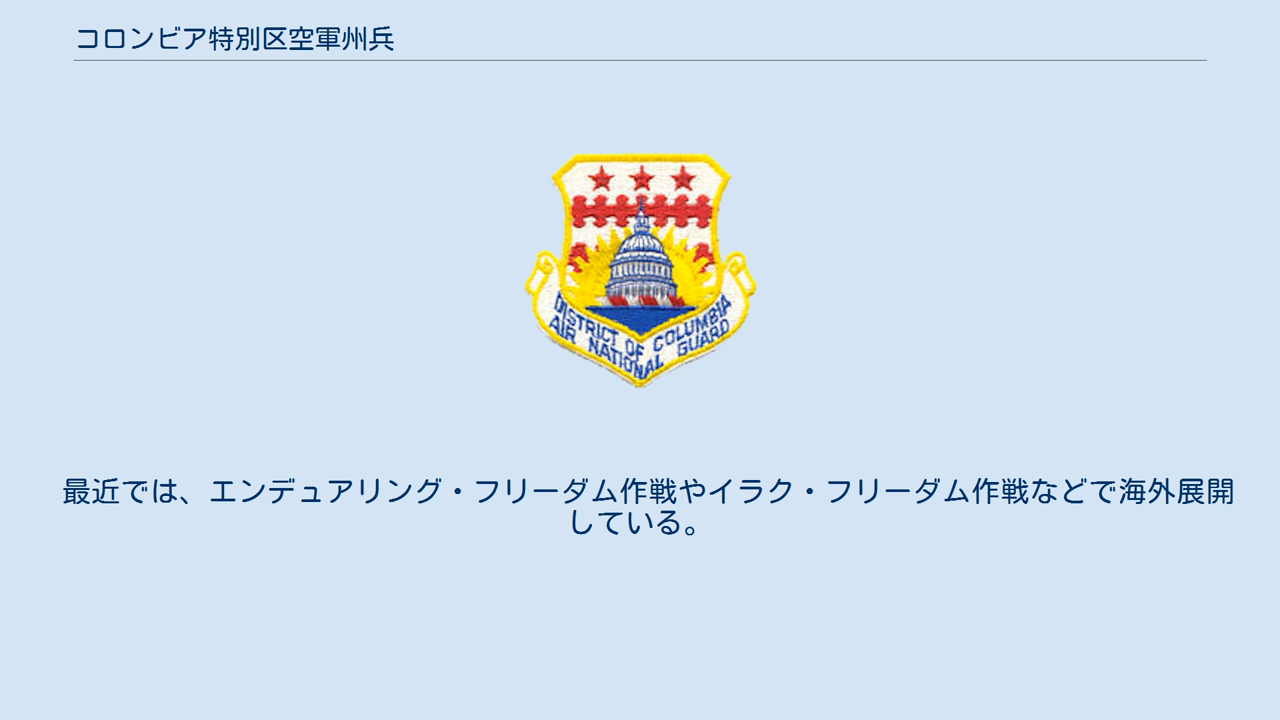 コロンビア特別区空軍州兵
DISTRICT OF COLUMBIA
AIR NATIONAL GUARD
最近では、エンデュアリング・フリーダム作戦やイラク・フリーダム作戦などで海外展開
している。